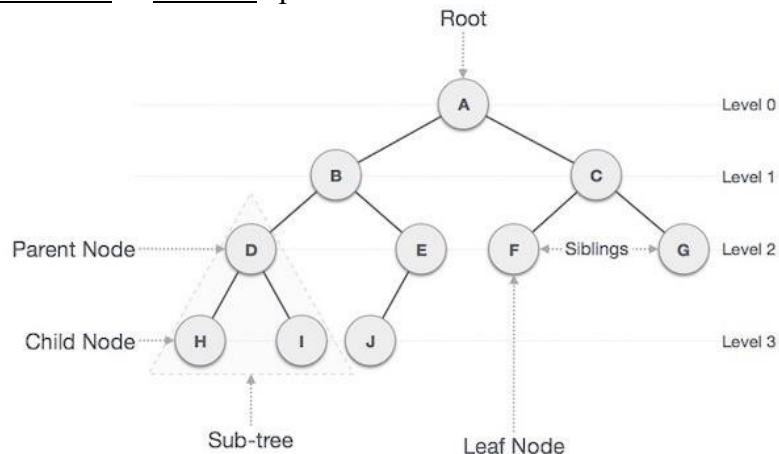 Root
A
Level 0
B
C
Level 1
Parent Node
D
E
F
Siblings
G
Level 2
Child Node
H
I
J
Level 3
Sub-tree
Leaf Node